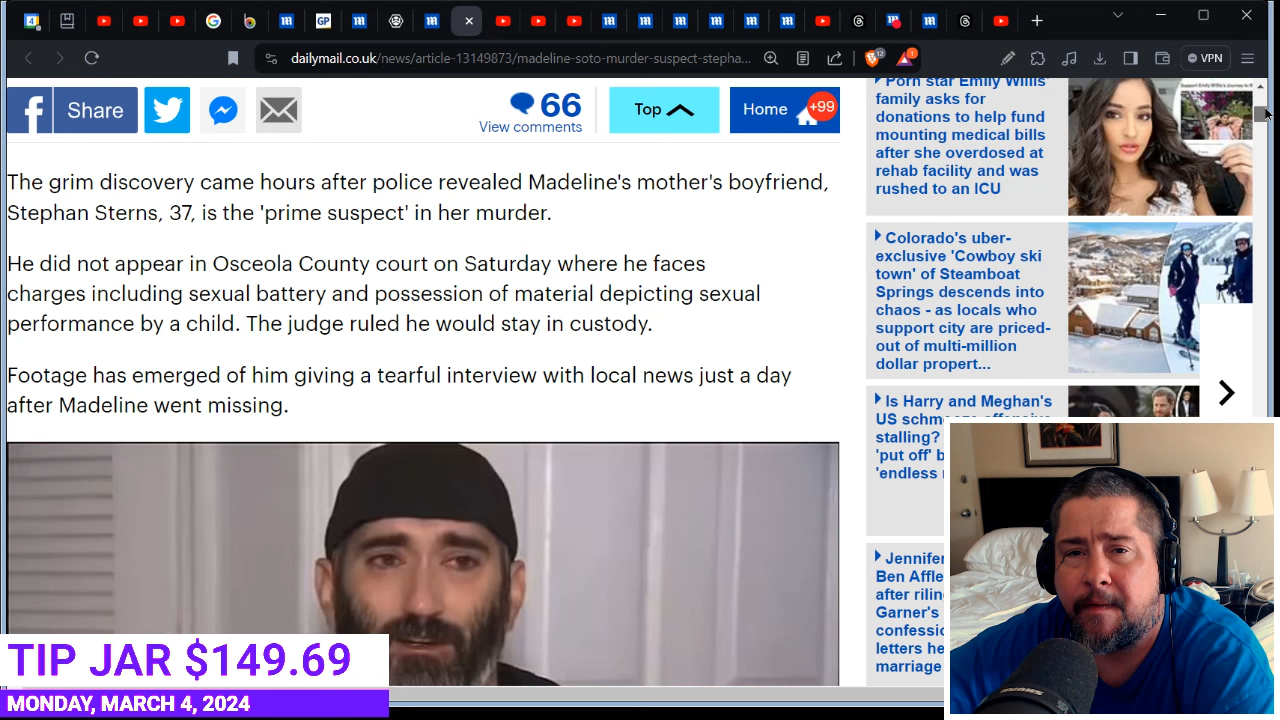 dailymail.co.uk/news/article-13149873/madeline-soto-murder-suspect-stepha...
12
1
VPN
f Share
66
View comments
Top
Home
+99
The grim discovery came hours after police revealed Madeline's mother's boyfriend,
Stephan Sterns, 37, is the 'prime suspect' in her murder.
He did not appear in Osceola County court on Saturday where he faces
charges including sexual battery and possession of material depicting sexual
performance by a child. The judge ruled he would stay in custody.
Footage has emerged of him giving a tearful interview with local news just a day
after Madeline went missing.
Porn star Emily Willis'
family asks for
donations to help fund
mounting medical bills
after she overdosed at
rehab facility and was
rushed to an ICU
Colorado's uber-
exclusive 'Cowboy ski
town' of Steamboat
Springs descends into
chaos - as locals who
support city are priced-
out of multi-million
dollar propert...
Is Harry and Meghan's
US schmooze offensive
stalling?
'put off' b
'endless
Jennifer
Ben Affle
after rilin
Garner's
confessio
letters he
marriage
TIP JAR $149.69
MONDAY, MARCH 4, 2024